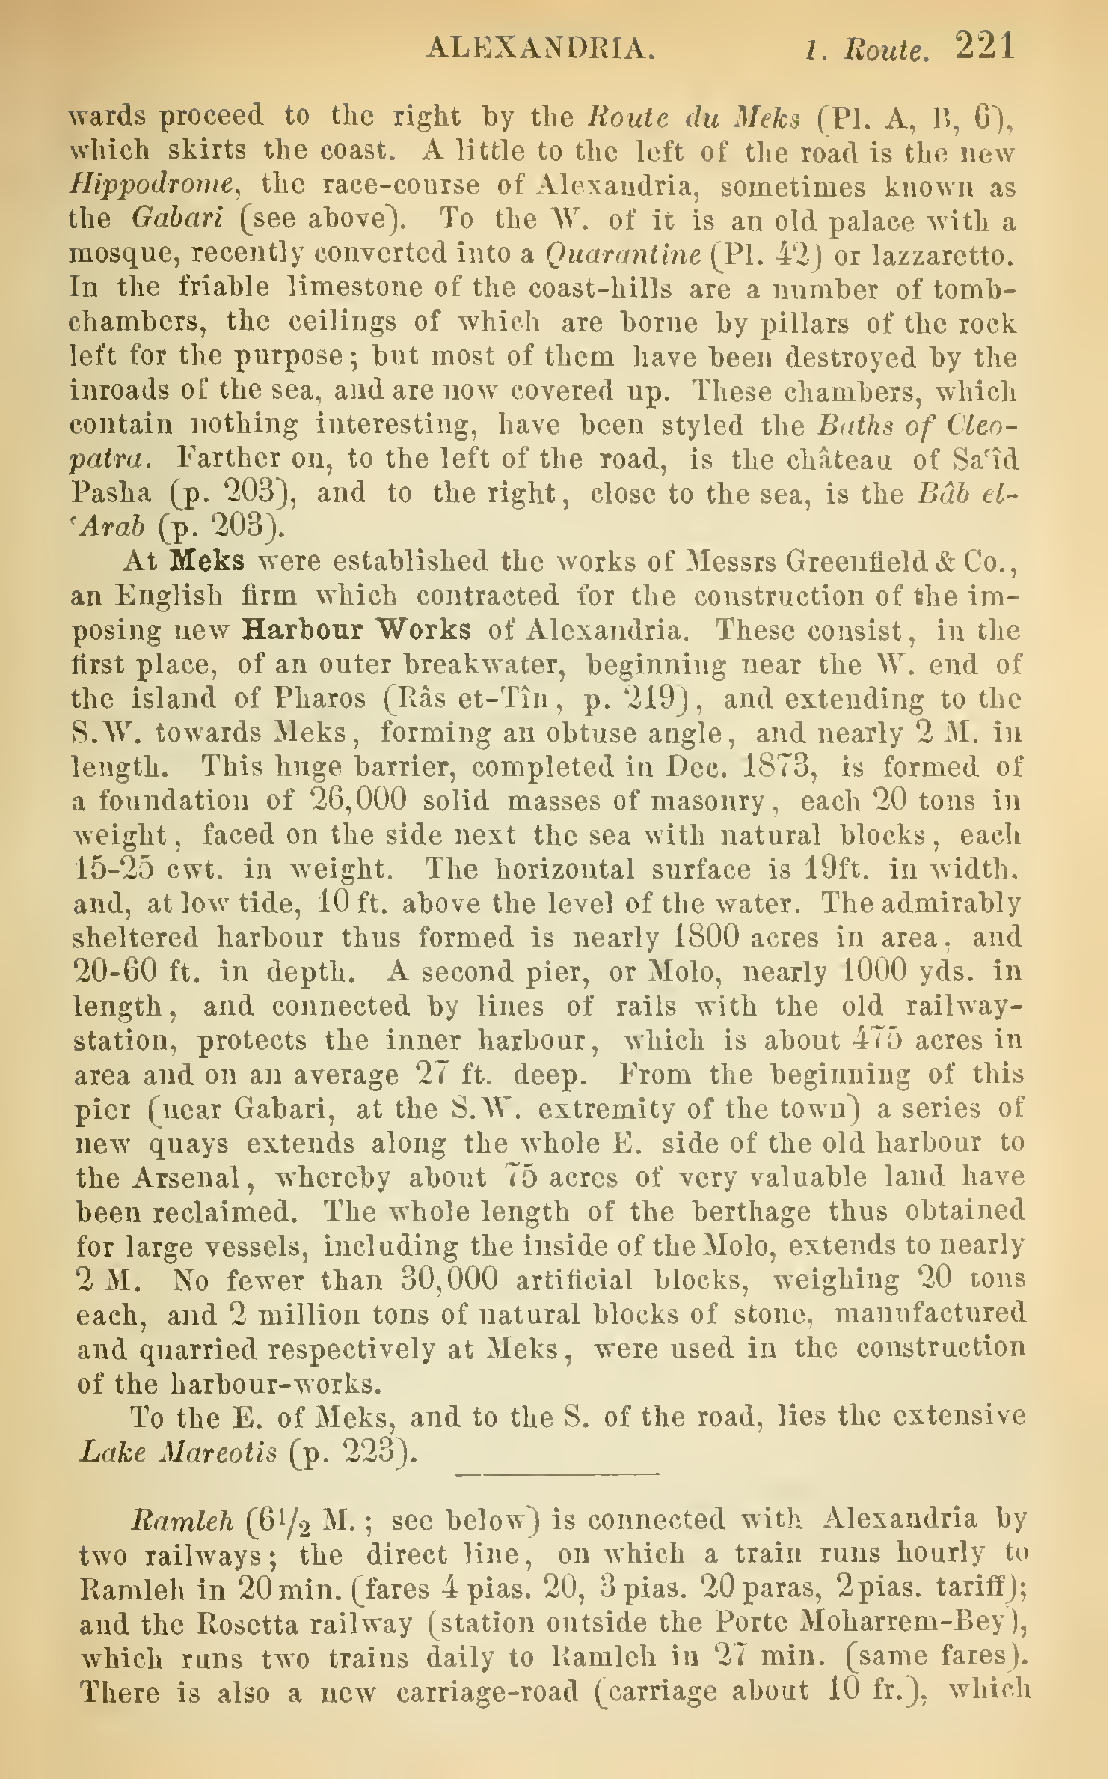 ALEXANDRIA. 1. Route. 221
wards proceed to the right by the Route du Meks (Pl. A, B, 6),
which skirts the coast. A little to the left of the road is the new
Hippodrome, the race-course of Alexandria, sometimes known as
the Gabari (see above). To the W. of it is an old palace with a
mosque, recently converted into a Quarantine (Pl. 42) or lazzaretto.
In the friable limestone of the coast-hills are a number of tomb-
chambers, the ceilings of which are borne by pillars of the rock
left for the purpose; but most of them have been destroyed by the
inroads of the sea, and are now covered up. These chambers, which
contain nothing interesting, have been styled the Baths of Cleo-
patra. Farther on, to the left of the road, is the château of Saʿîd
Pasha (p. 203), and to the right, close to the sea, is the Bâb el-
ʿArab (p. 203).
At Meks were established the works of Messrs Greenfield & Co.,
an English firm which contracted for the construction of the im-
posing new Harbour Works of Alexandria. These consist, in the
first place, of an outer breakwater, beginning near the W. end of
the island of Pharos (Râs et-Tîn, p. 219), and extending to the
S.W. towards Meks, forming an obtuse angle, and nearly 2 M. in
length. This huge barrier, completed in Dec. 1873, is formed of
a foundation of 26,000 solid masses of masonry, each 20 tons in
weight, faced on the side next the sea with natural blocks, each
15-25 cwt. in weight. The horizontal surface is 19ft. in width.
and, at low tide, 10 ft. above the level of the water. The admirably
sheltered harbour thus formed is nearly 1800 acres in area, and
20-60 ft. in depth. A second pier, or Molo, nearly 1000 yds. in
length, and connected by lines of rails with the old railway-
station, protects the inner harbour, which is about 475 acres in
area and on an average 27 ft. deep. From the beginning of this
pier (near Gabari, at the S.W. extremity of the town) a series of
new quays extends along the whole E. side of the old harbour to
the Arsenal, whereby about 75 acres of very valuable land have
been reclaimed. The whole length of the berthage thus obtained
for large vessels, including the inside of the Molo, extends to nearly
2 M. No fewer than 30,000 artificial blocks, weighing 20 tons
each, and 2 million tons of natural blocks of stone, manufactured
and quarried respectively at Meks, were used in the construction
of the harbour-works.
To the E. of Meks, and to the S. of the road, lies the extensive
Lake Mareotis (p. 223).
Ramleh (6 1/2 M.; see below) is connected with Alexandria by
two railways; the direct line, on which a train runs hourly to
Ramleh in 20 min. (fares 4 pias. 20, 3 pias. 20 paras, 2 pias. tariff);
and the Rosetta railway (station outside the Porte Moharrem-Bey),
which runs two trains daily to Ramleh in 27 min. (same fares).
There is also a new carriage-road (carriage about 10 fr.), which